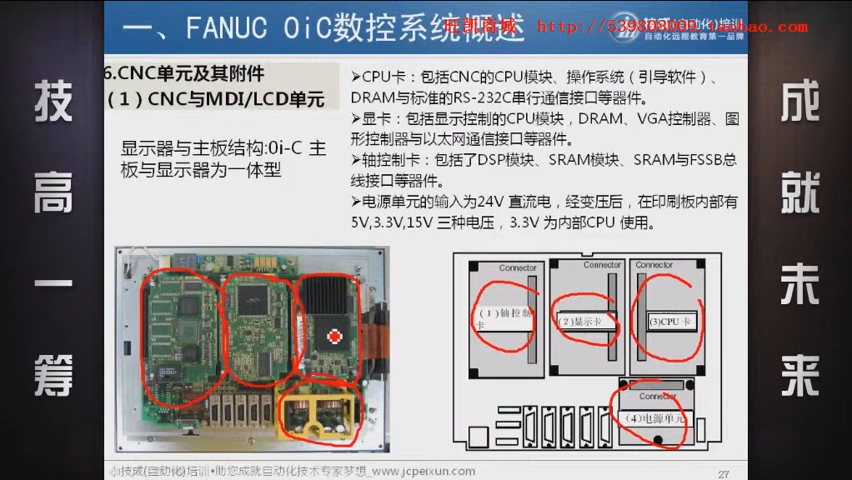 一、FANUC 0iC数控系统概述
旺凯商城 http://539808009.taobao.com
(自动化)培训
自动化远程教育第一品牌
技高一筹
成就未来
6.CNC单元及其附件
(1)CNC与MDI/LCD单元
显示器与主板结构:0i-C 主
板与显示器为一体型
➢CPU卡：包括CNC的CPU模块、操作系统（引导软件）、
DRAM与标准的RS-232C串行通信接口等器件。
➢显卡：包括显示控制的CPU模块，DRAM、VGA控制器、图
形控制器与以太网通信接口等器件。
➢轴控制卡：包括了DSP模块、SRAM模块、SRAM与FSSB总
线接口等器件。
➢电源单元的输入为24V 直流电，经变压后，在印刷板内部有
5V,3.3V,15V 三种电压，3.3V 为内部CPU 使用。
Connector
Connector
Connector
(1)轴控制
卡
(2)显示卡
(3)CPU 卡
Connector
(4)电源单元
技成(自动化)培训•助您成就自动化技术专家梦想_www.jcpeixun.com
27